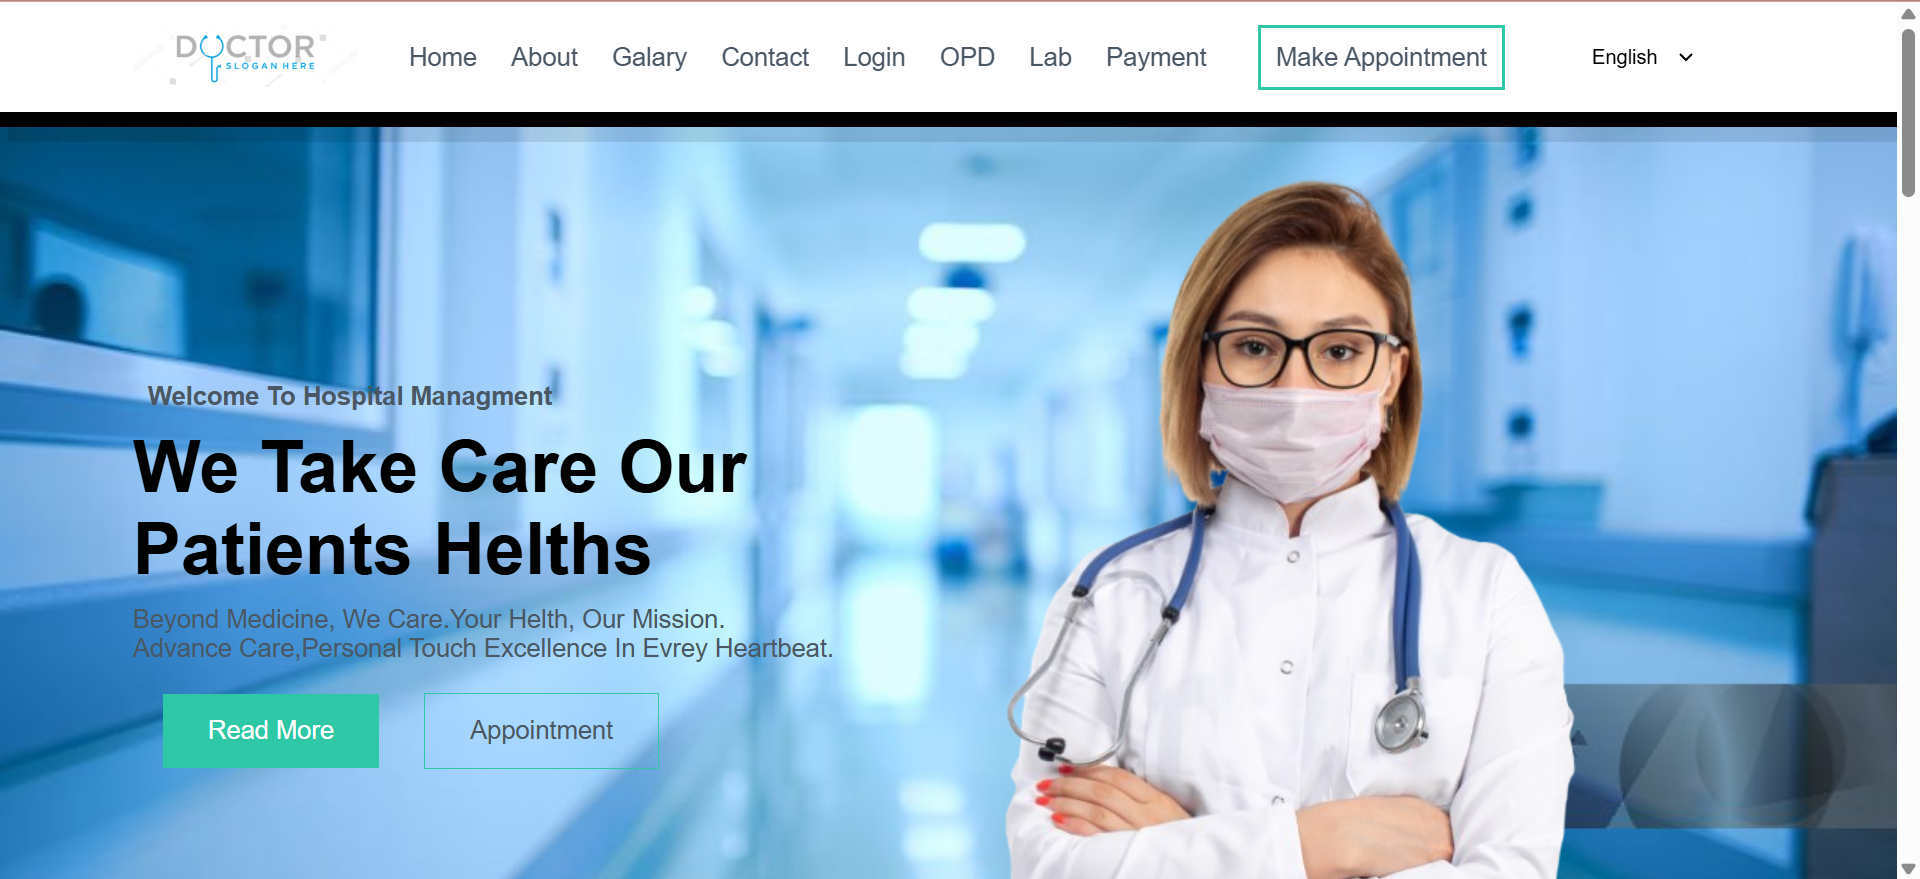 DOCTOR
SLOGAN HERE
Home About Galary Contact Login OPD Lab Payment Make Appointment English
Welcome To Hospital Managment
We Take Care Our
Patients Helths
Beyond Medicine, We Care.Your Helth, Our Mission.
Advance Care,Personal Touch Excellence In Evrey Heartbeat.
Read More Appointment